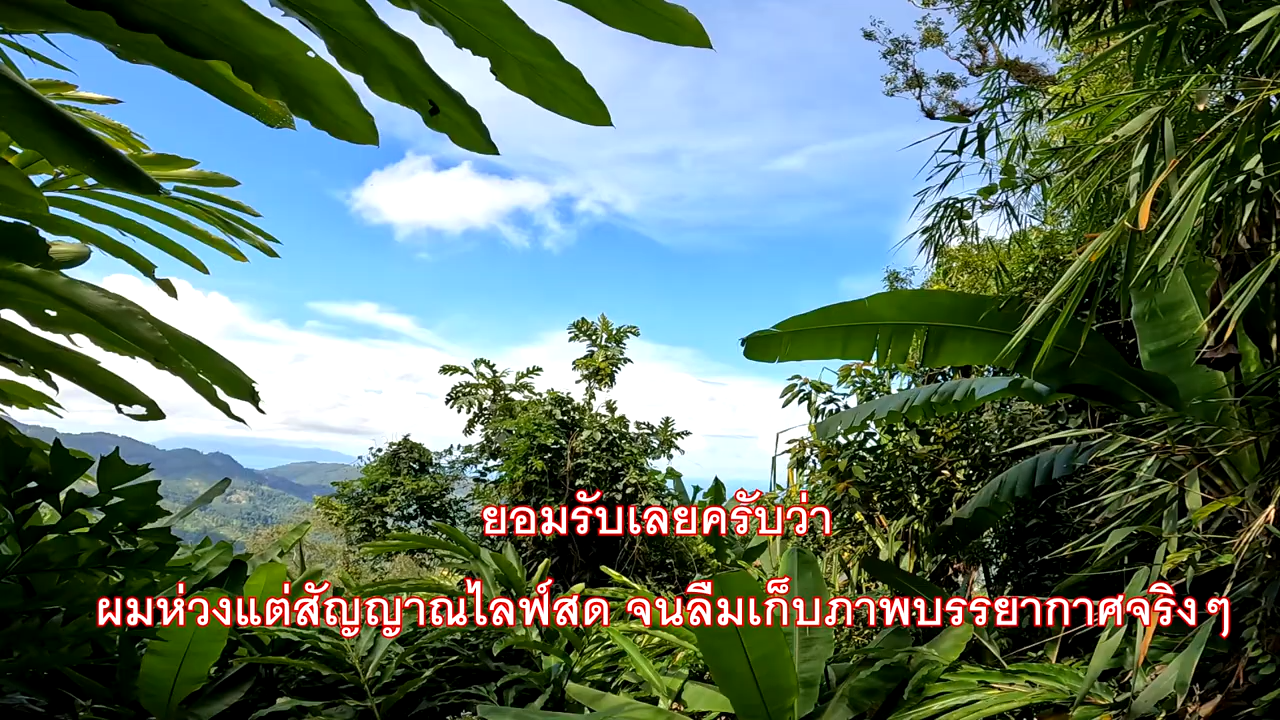 ยอมรับเลยครับว่า
ผมห่วงแต่สัญญาณไลฟ์สด จนลืมเก็บภาพบรรยากาศจริงๆ